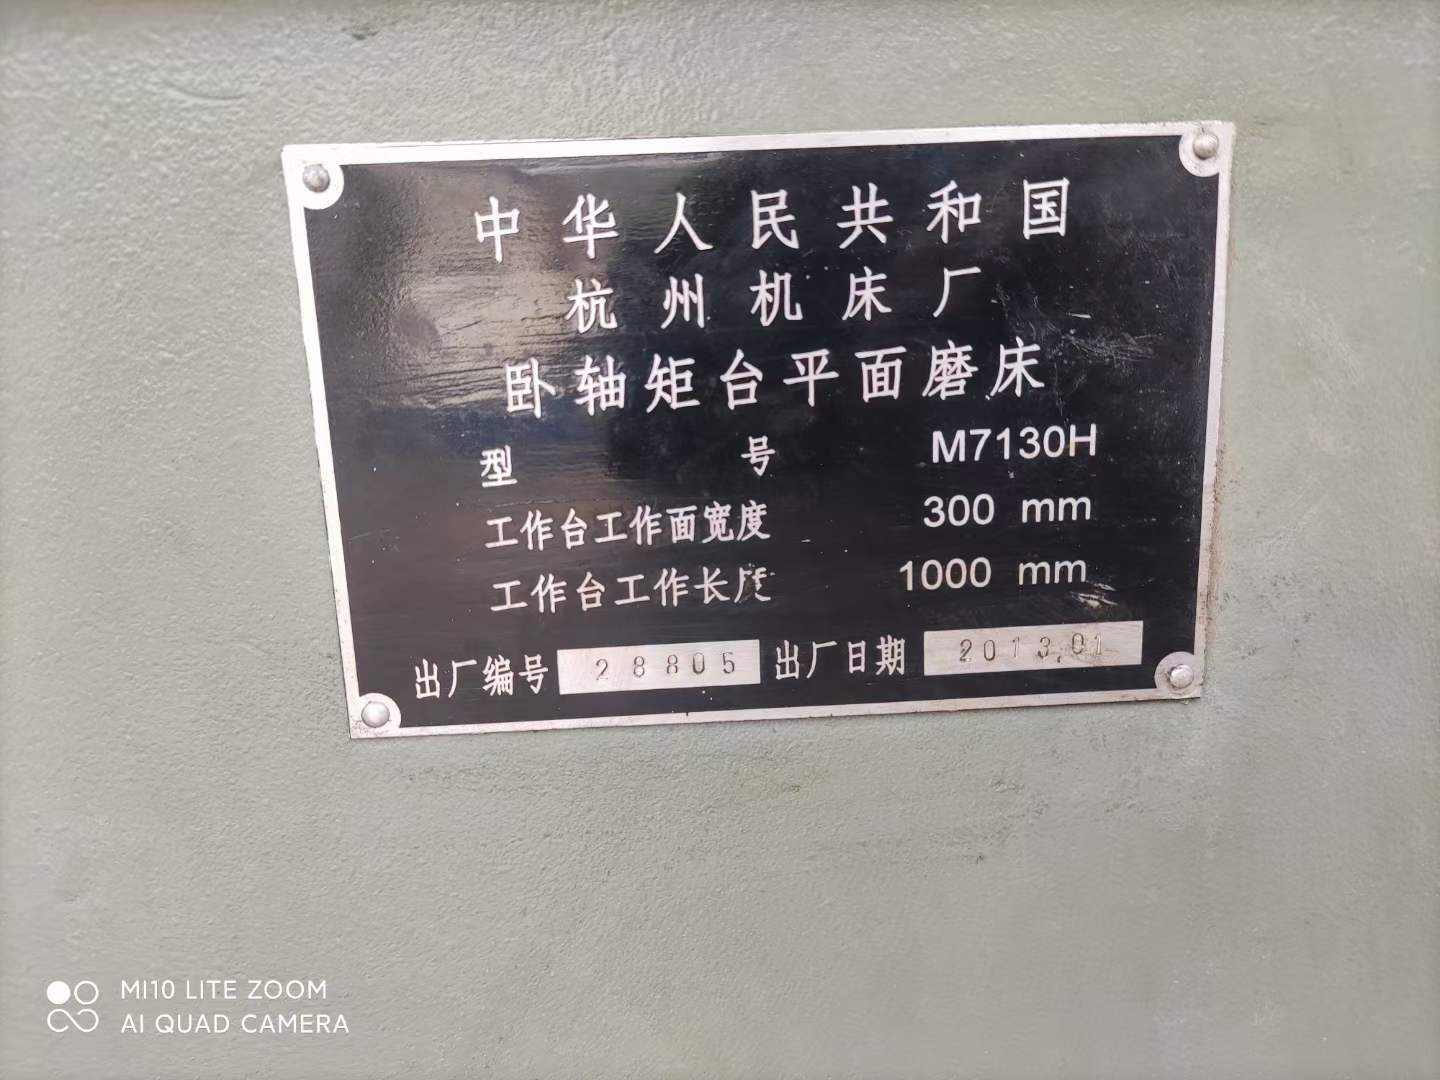 中华人民共和国
杭州机床厂
卧轴矩台平面磨床
型号 M7130H
工作台工作面宽度 300 mm
工作台工作长度 1000 mm
出厂编号 28805 出厂日期 2013.01
MI10 LITE ZOOM
AI QUAD CAMERA